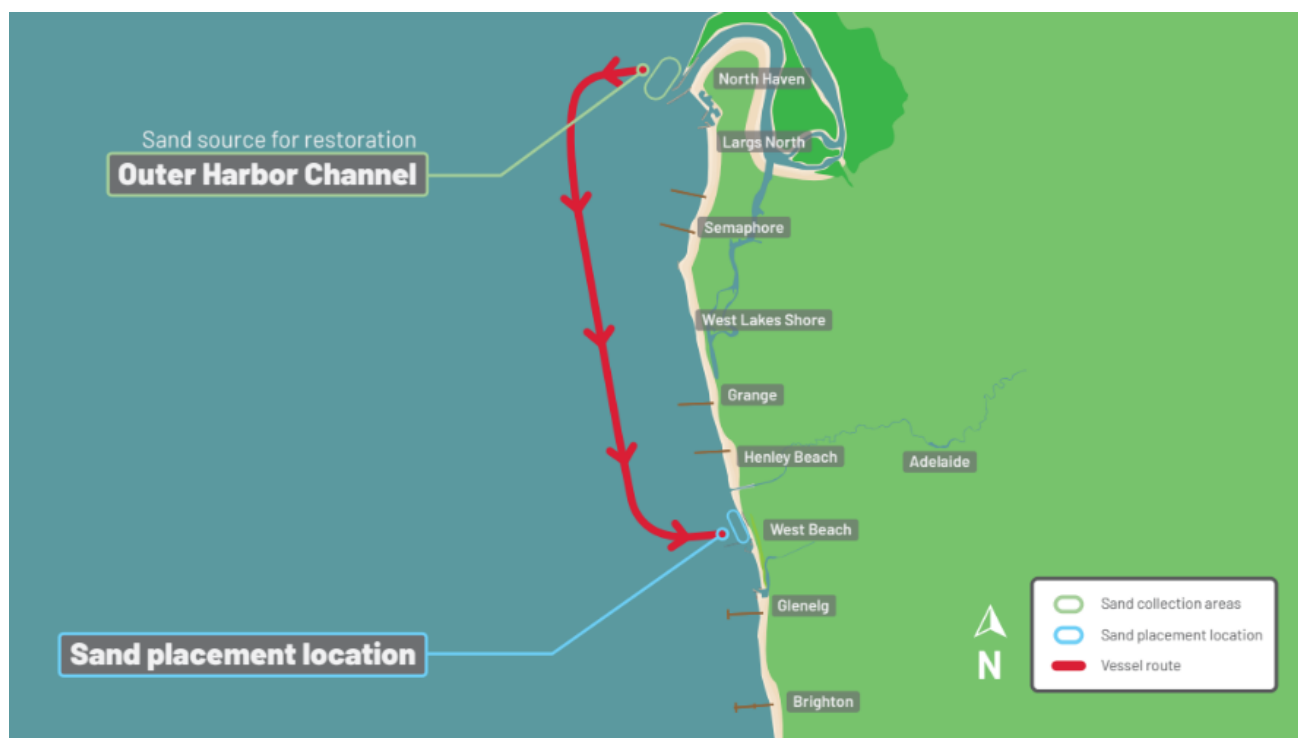 North Haven
Sand source for restoration
Outer Harbor Channel
Largs North
Semaphore
West Lakes Shore
Grange
Henley Beach
Adelaide
West Beach
Glenelg
Sand placement location
Brighton
N
Sand collection areas
Sand placement location
Vessel route